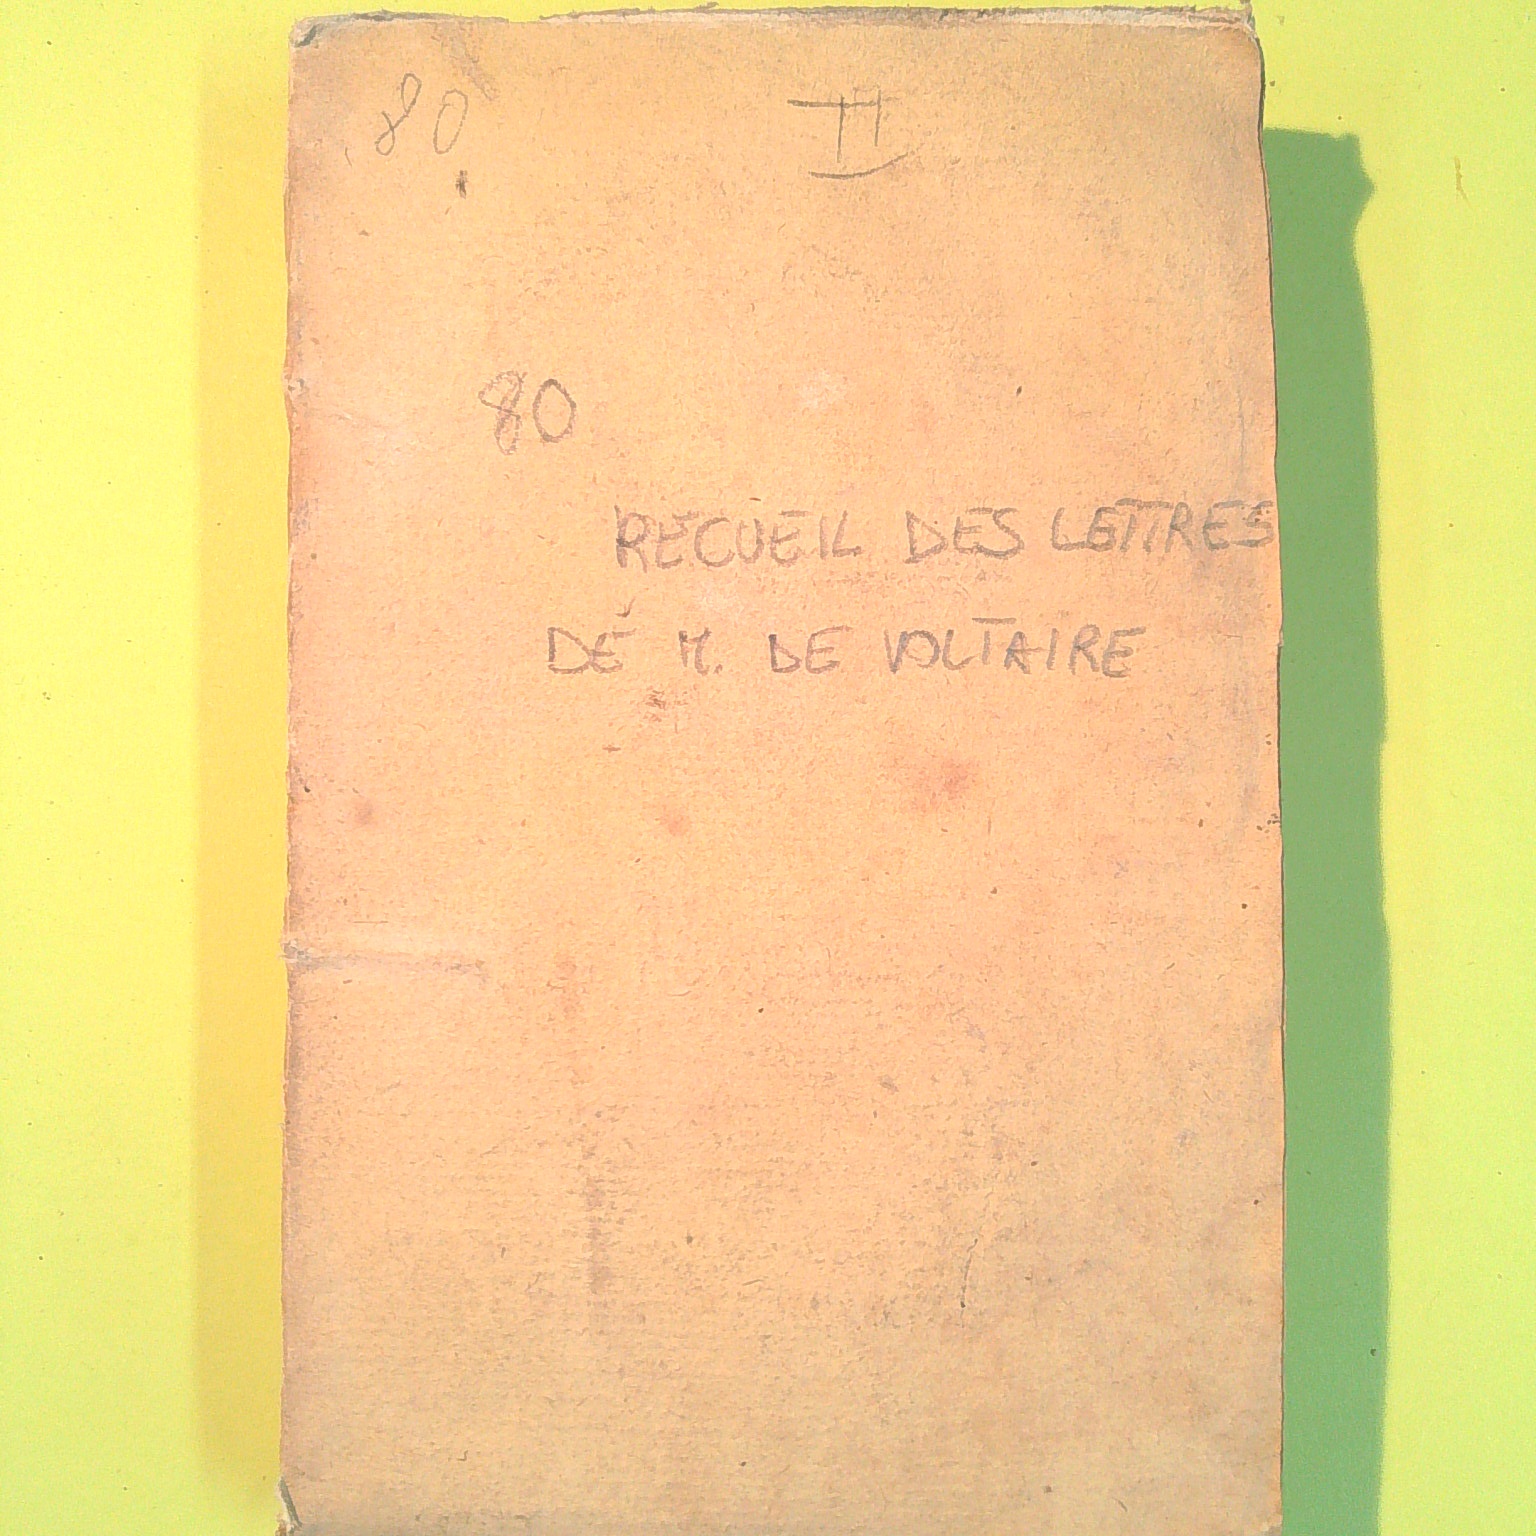 80
II
80
RECUEIL DES LETTRES
DE M. DE VOLTAIRE